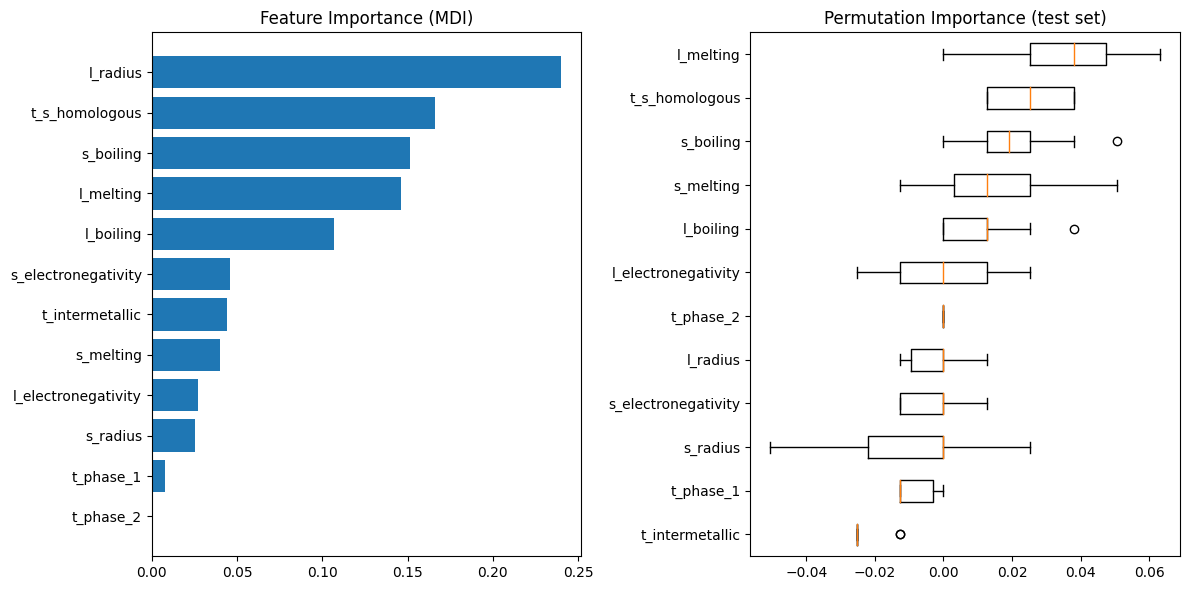 Feature Importance (MDI)
l_radius
t_s_homologous
s_boiling
l_melting
l_boiling
s_electronegativity
t_intermetallic
s_melting
l_electronegativity
s_radius
t_phase_1
t_phase_2
0.00 0.05 0.10 0.15 0.20 0.25
Permutation Importance (test set)
l_melting
t_s_homologous
s_boiling
s_melting
l_boiling
l_electronegativity
t_phase_2
l_radius
s_electronegativity
s_radius
t_phase_1
t_intermetallic
−0.04 −0.02 0.00 0.02 0.04 0.06